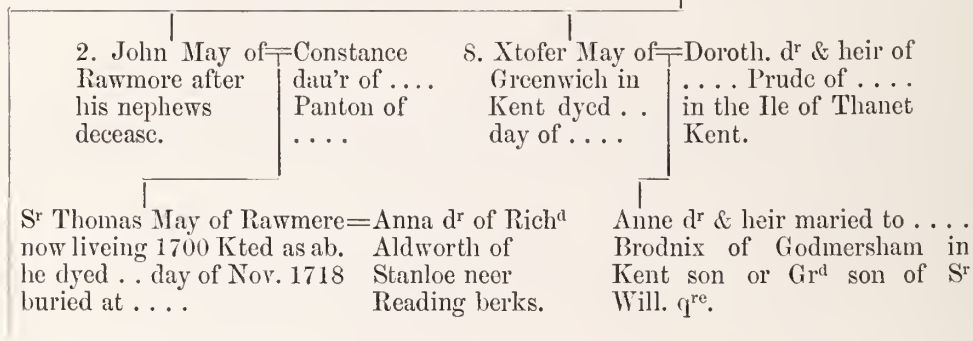 2. John May of=Constance
Rawmore after dau'r of ....
his nephews Panton of
decease. ....
8. Xtofer May of=Doroth. dʳ & heir of
Greenwich in .... Prude of ....
Kent dyed . . in the Ile of Thanet
day of .... Kent.
Sʳ Thomas May of Rawmere=Anna dʳ of Richᵈ
now liveing 1700 Kted as ab. Aldworth of
he dyed . . day of Nov. 1718 Stanloe neer
buried at .... Reading berks.
Anne dʳ & heir maried to ....
Brodnix of Godmersham in
Kent son or Grᵈ son of Sʳ
Will. qʳᵉ.